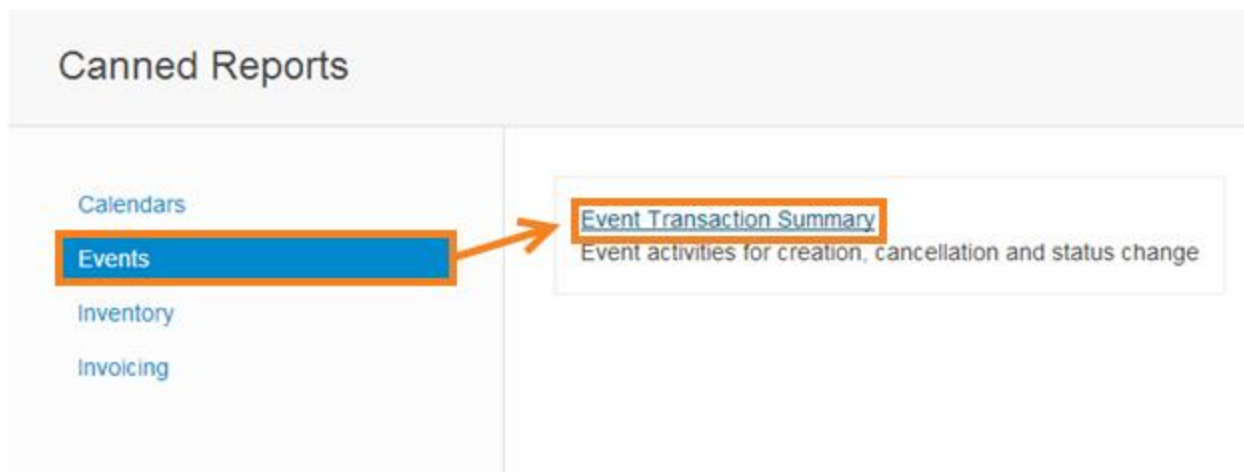 Canned Reports
Calendars
Events
Inventory
Invoicing
Event Transaction Summary
Event activities for creation, cancellation and status change